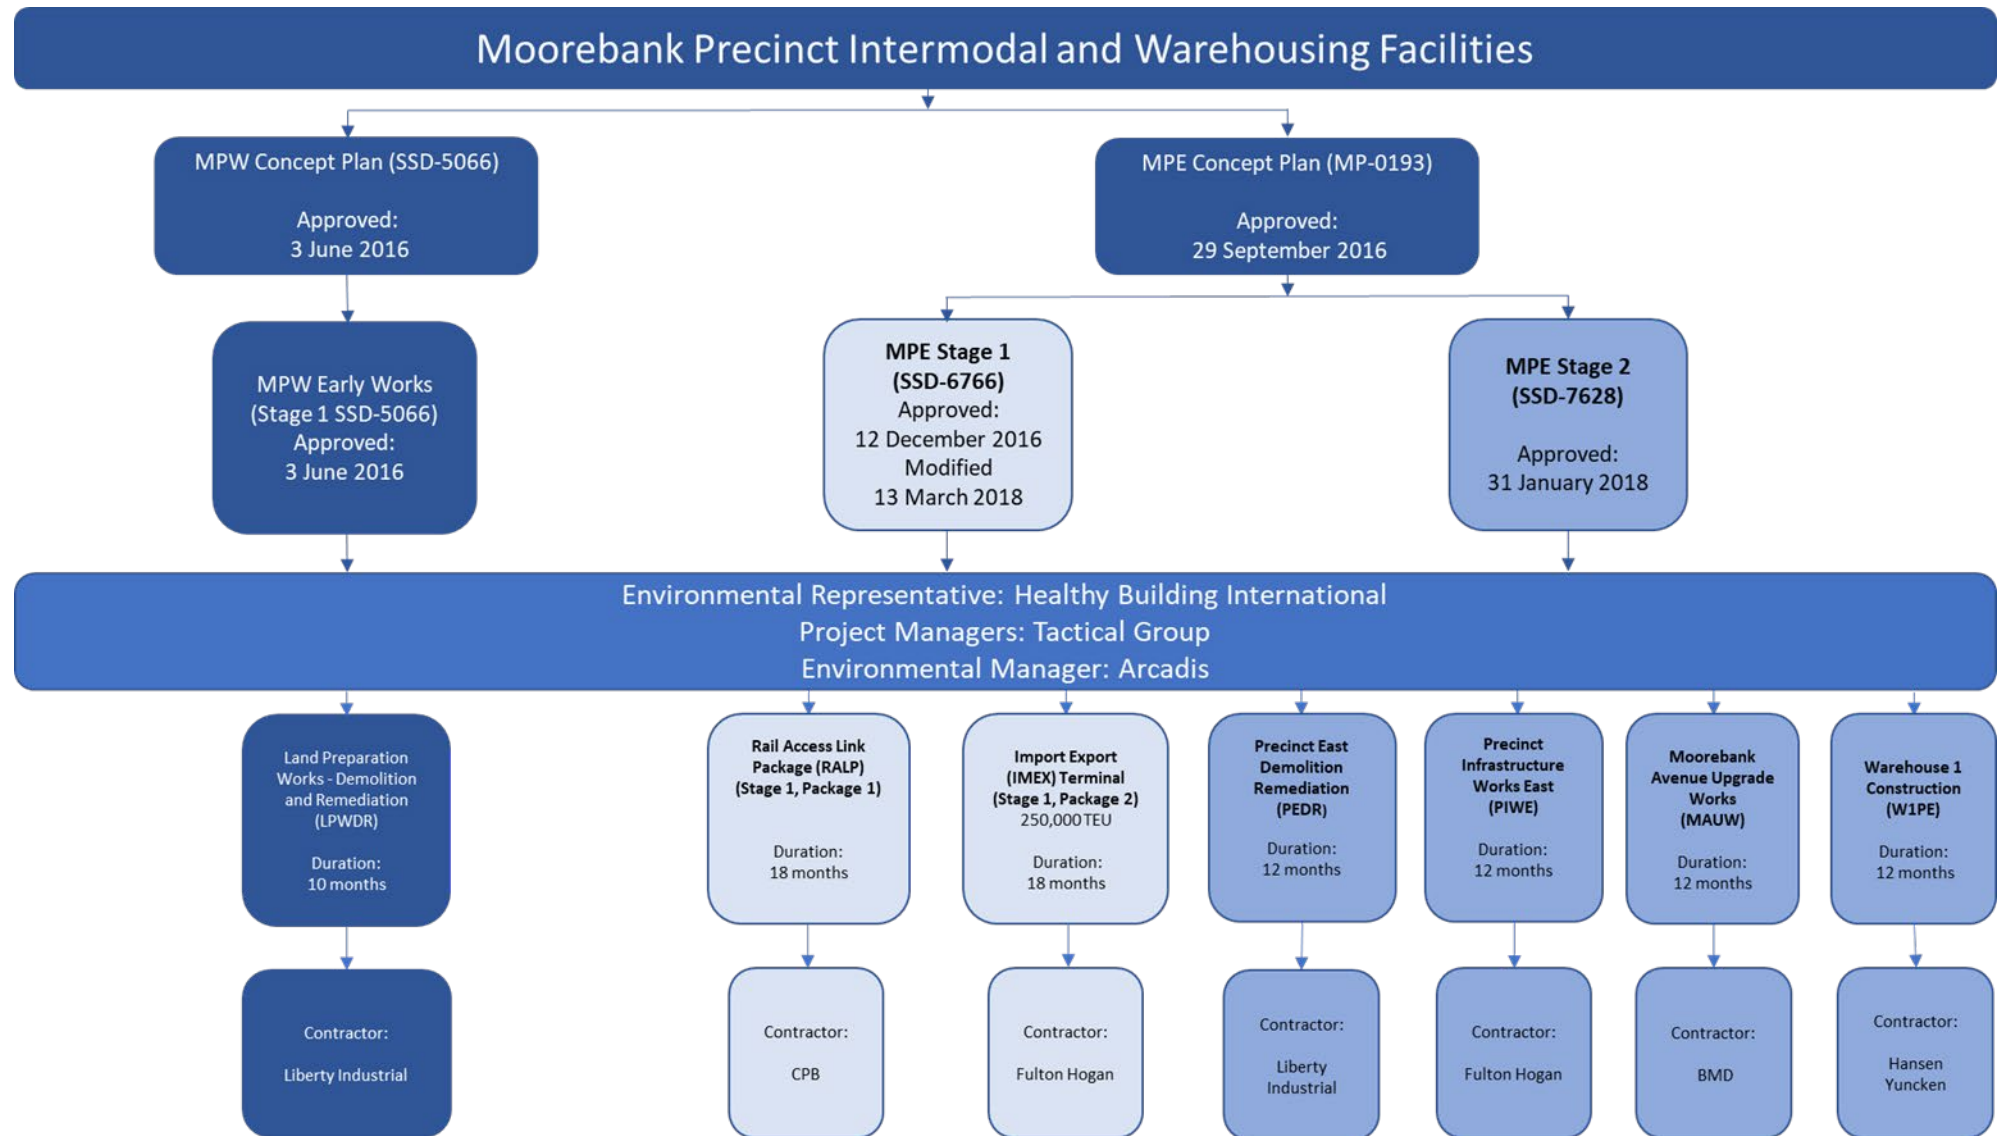 Moorebank Precinct Intermodal and Warehousing Facilities
MPW Concept Plan (SSD-5066)
Approved:
3 June 2016
MPE Concept Plan (MP-0193)
Approved:
29 September 2016
MPW Early Works
(Stage 1 SSD-5066)
Approved:
3 June 2016
MPE Stage 1
(SSD-6766)
Approved:
12 December 2016
Modified
13 March 2018
MPE Stage 2
(SSD-7628)
Approved:
31 January 2018
Environmental Representative: Healthy Building International
Project Managers: Tactical Group
Environmental Manager: Arcadis
Land Preparation
Works - Demolition
and Remediation
(LPWDR)
Duration:
10 months
Rail Access Link
Package (RALP)
(Stage 1, Package 1)
Duration:
18 months
Import Export
(IMEX) Terminal
(Stage 1, Package 2)
250,000 TEU
Duration:
18 months
Precinct East
Demolition
Remediation
(PEDR)
Duration:
12 months
Precinct
Infrastructure
Works East
(PIWE)
Duration:
12 months
Moorebank
Avenue Upgrade
Works
(MAUW)
Duration:
12 months
Warehouse 1
Construction
(W1PE)
Duration:
12 months
Contractor:
Liberty Industrial
Contractor:
CPB
Contractor:
Fulton Hogan
Contractor:
Liberty
Industrial
Contractor:
Fulton Hogan
Contractor:
BMD
Contractor:
Hansen
Yuncken